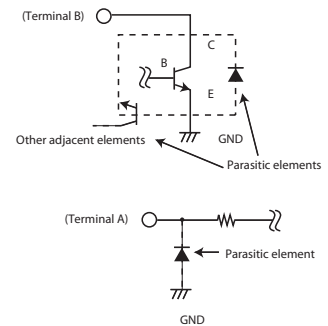 (Terminal B)
C
B
E
Other adjacent elements
GND
Parasitic elements
(Terminal A)
Parasitic element
GND